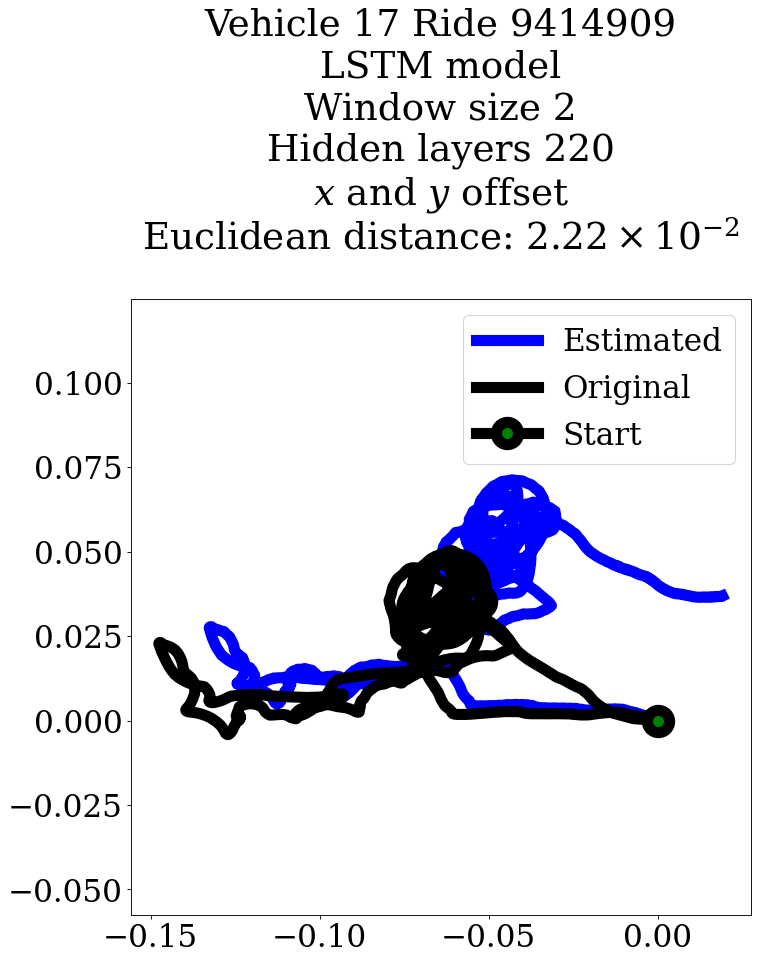 Vehicle 17 Ride 9414909
LSTM model
Window size 2
Hidden layers 220
x and y offset
Euclidean distance: 2.22 × 10⁻²
Estimated
Original
Start
0.100
0.075
0.050
0.025
0.000
−0.025
−0.050
−0.15 −0.10 −0.05 0.00